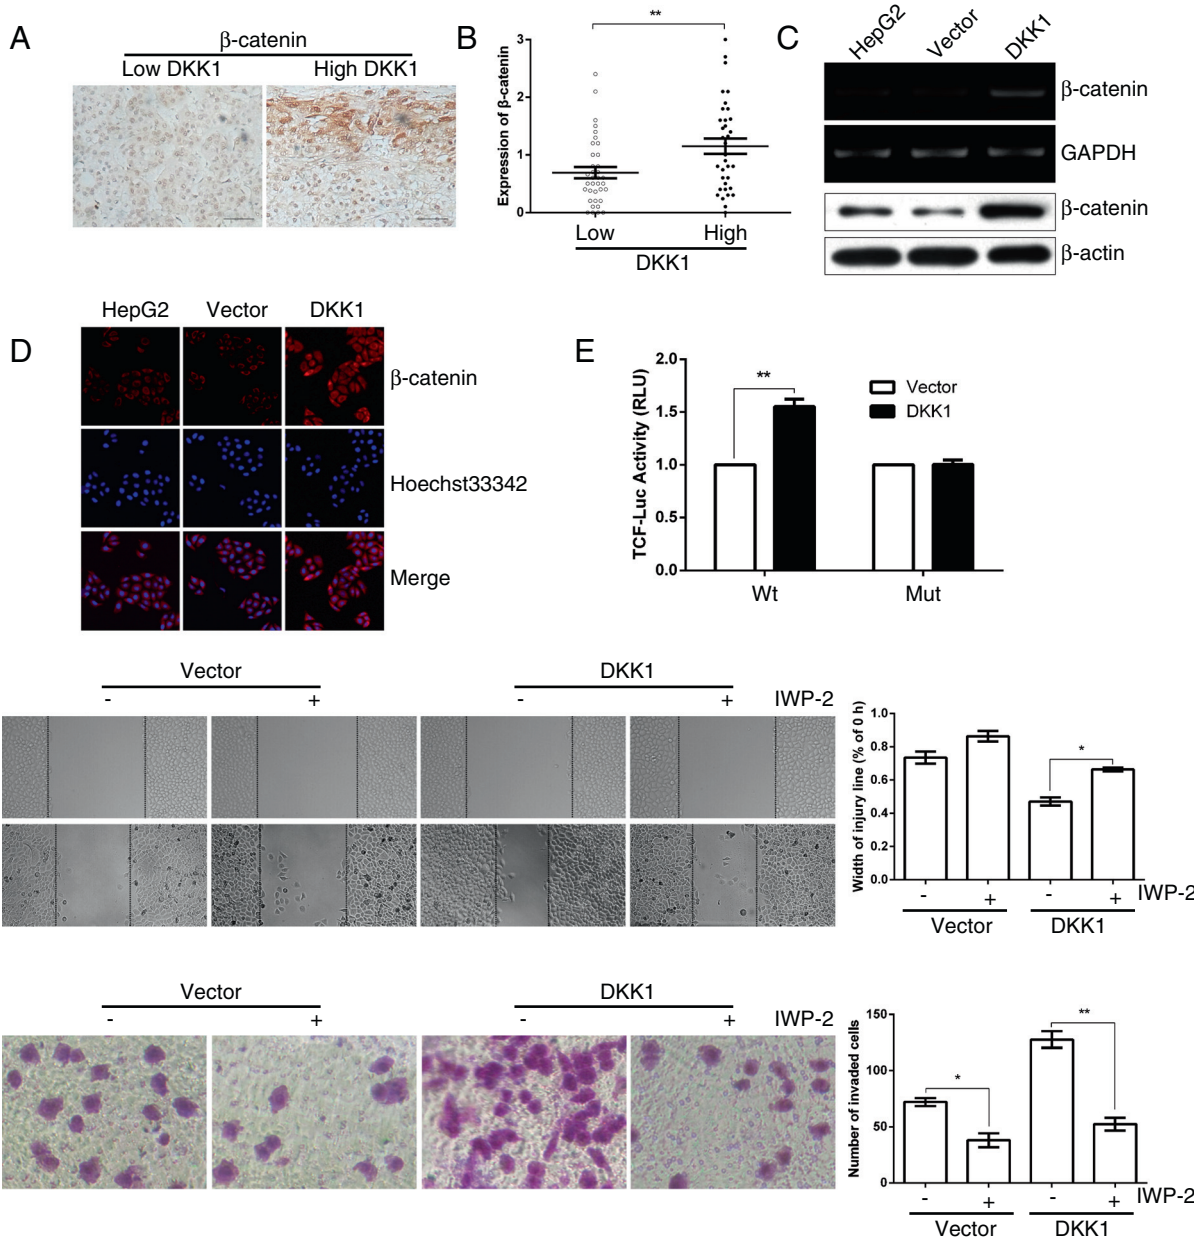 A
β-catenin
Low DKK1
High DKK1
B
**
Expression of β-catenin
3
2
1
0
Low
High
DKK1
C
HepG2
Vector
DKK1
β-catenin
GAPDH
β-catenin
β-actin
D
HepG2
Vector
DKK1
β-catenin
Hoechst33342
Merge
E
TCF-Luc Activity (RLU)
2.0
1.5
1.0
0.5
0.0
**
Vector
DKK1
Wt
Mut
Vector
DKK1
- + - + IWP-2
Width of injury line (% of 0 h)
1.0
0.8
0.6
0.4
0.2
0.0
*
- + - + IWP-2
Vector
DKK1
Vector
DKK1
- + - + IWP-2
Number of invaded cells
150
100
50
0
*
**
- + - + IWP-2
Vector
DKK1